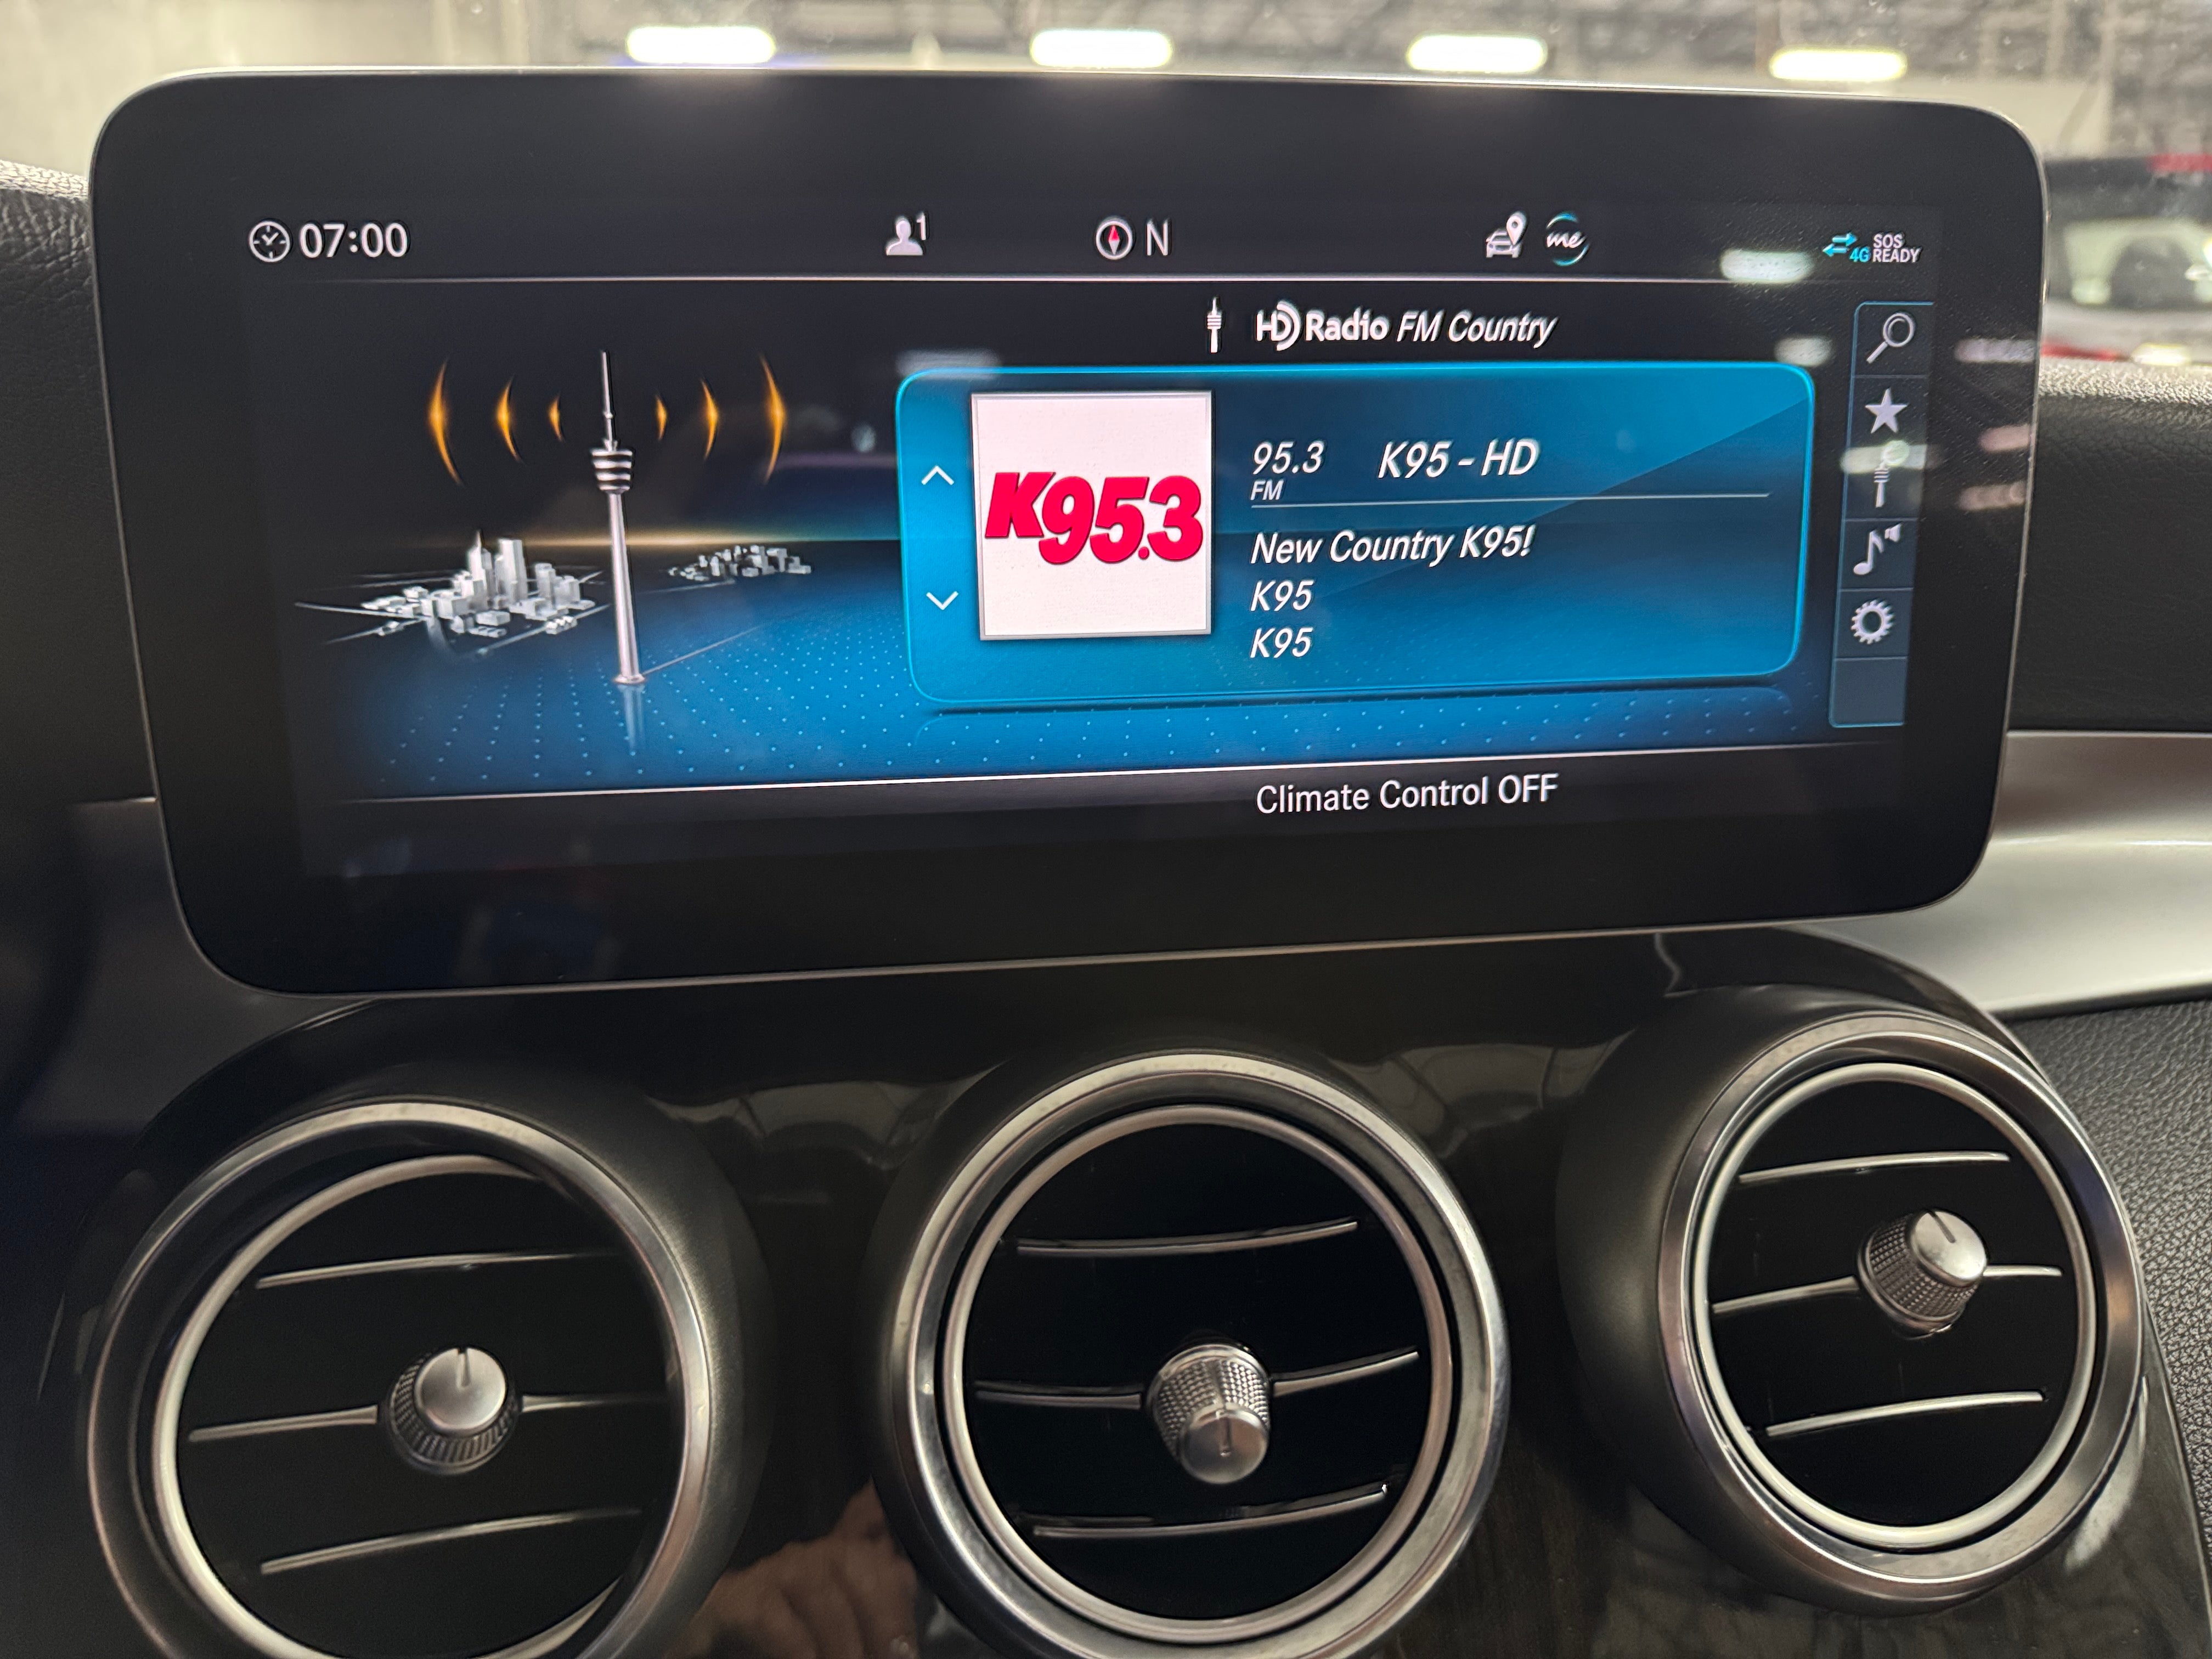 07:00
1
N
me
4G SOS READY
HD Radio FM Country
K95.3
95.3 FM K95 - HD
New Country K95!
K95
K95
Climate Control OFF